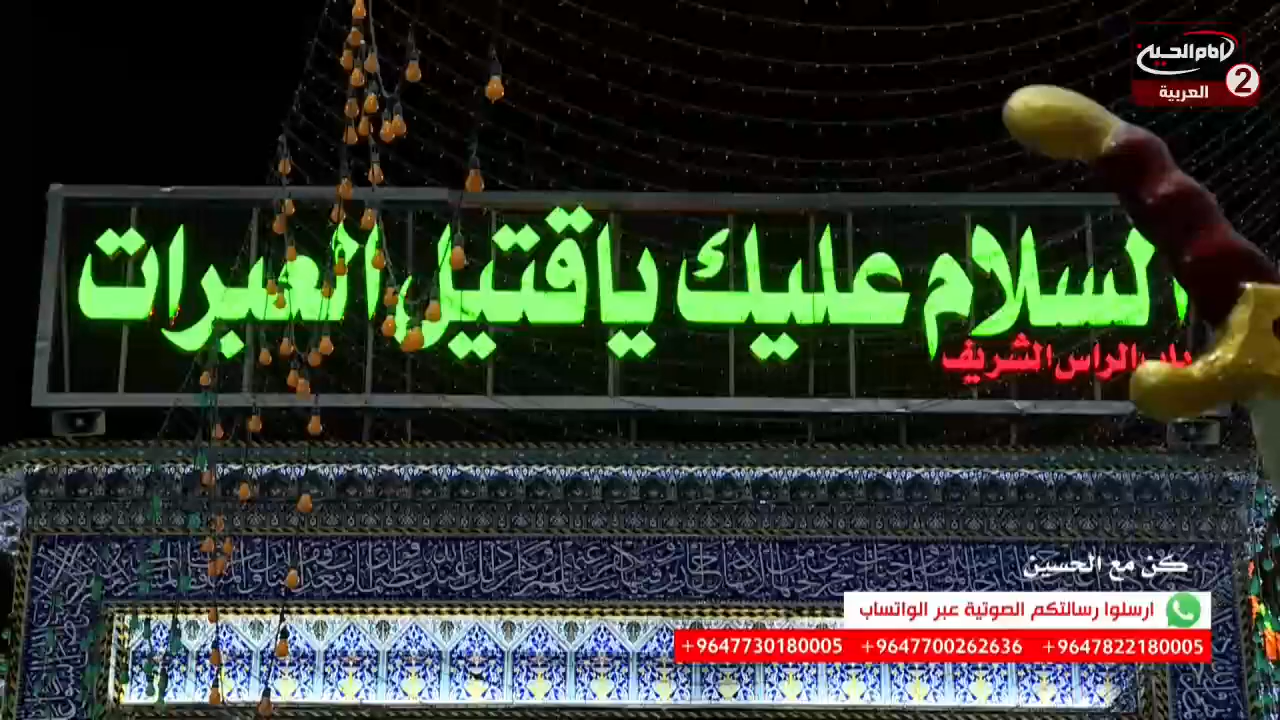 امام الحسين
2
العربية
السلام عليك ياقتيل العبرات
باب الراس الشريف
كن مع الحسين
ارسلوا رسالتكم الصوتية عبر الواتساب
+9647730180005 +9647700262636 +9647822180005